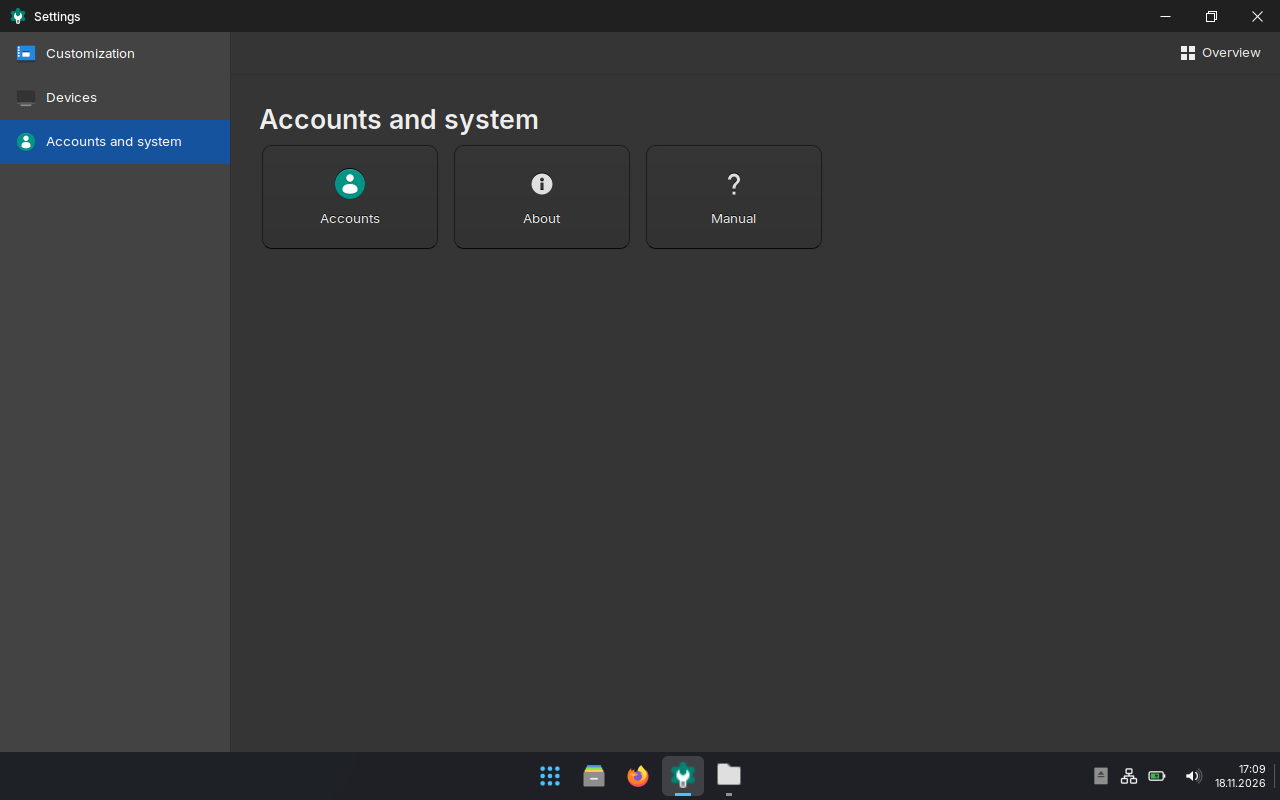 Settings
Customization
Devices
Accounts and system
Overview
Accounts and system
Accounts
About
Manual
17:09
18.11.2026